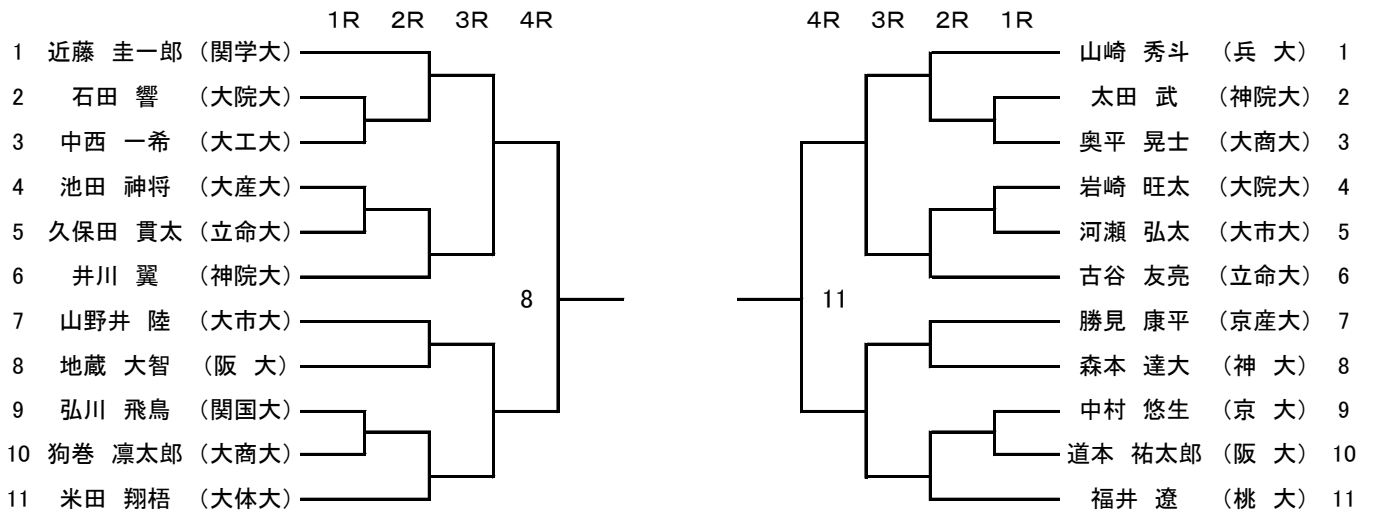 1R 2R 3R 4R
1 近藤 圭一郎 (関学大)
2 石田 響 (大院大)
3 中西 一希 (大工大)
4 池田 神将 (大産大)
5 久保田 貫太 (立命大)
6 井川 翼 (神院大)
7 山野井 陸 (大市大)
8 地蔵 大智 (阪 大)
9 弘川 飛鳥 (関国大)
10 狗巻 凛太郎 (大商大)
11 米田 翔梧 (大体大)
8
4R 3R 2R 1R
山崎 秀斗 (兵 大) 1
太田 武 (神院大) 2
奥平 晃士 (大商大) 3
岩崎 旺太 (大院大) 4
河瀬 弘太 (大市大) 5
古谷 友亮 (立命大) 6
勝見 康平 (京産大) 7
森本 達大 (神 大) 8
中村 悠生 (京 大) 9
道本 祐太郎 (阪 大) 10
福井 遼 (桃 大) 11
11